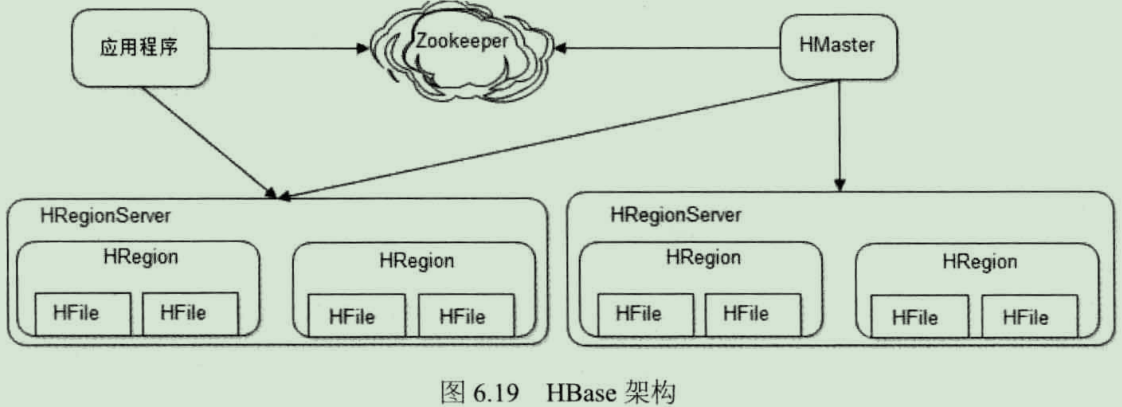 应用程序
Zookeeper
HMaster
HRegionServer
HRegion
HFile
HFile
HRegion
HFile
HFile
HRegionServer
HRegion
HFile
HFile
HRegion
HFile
HFile
图 6.19 HBase 架构